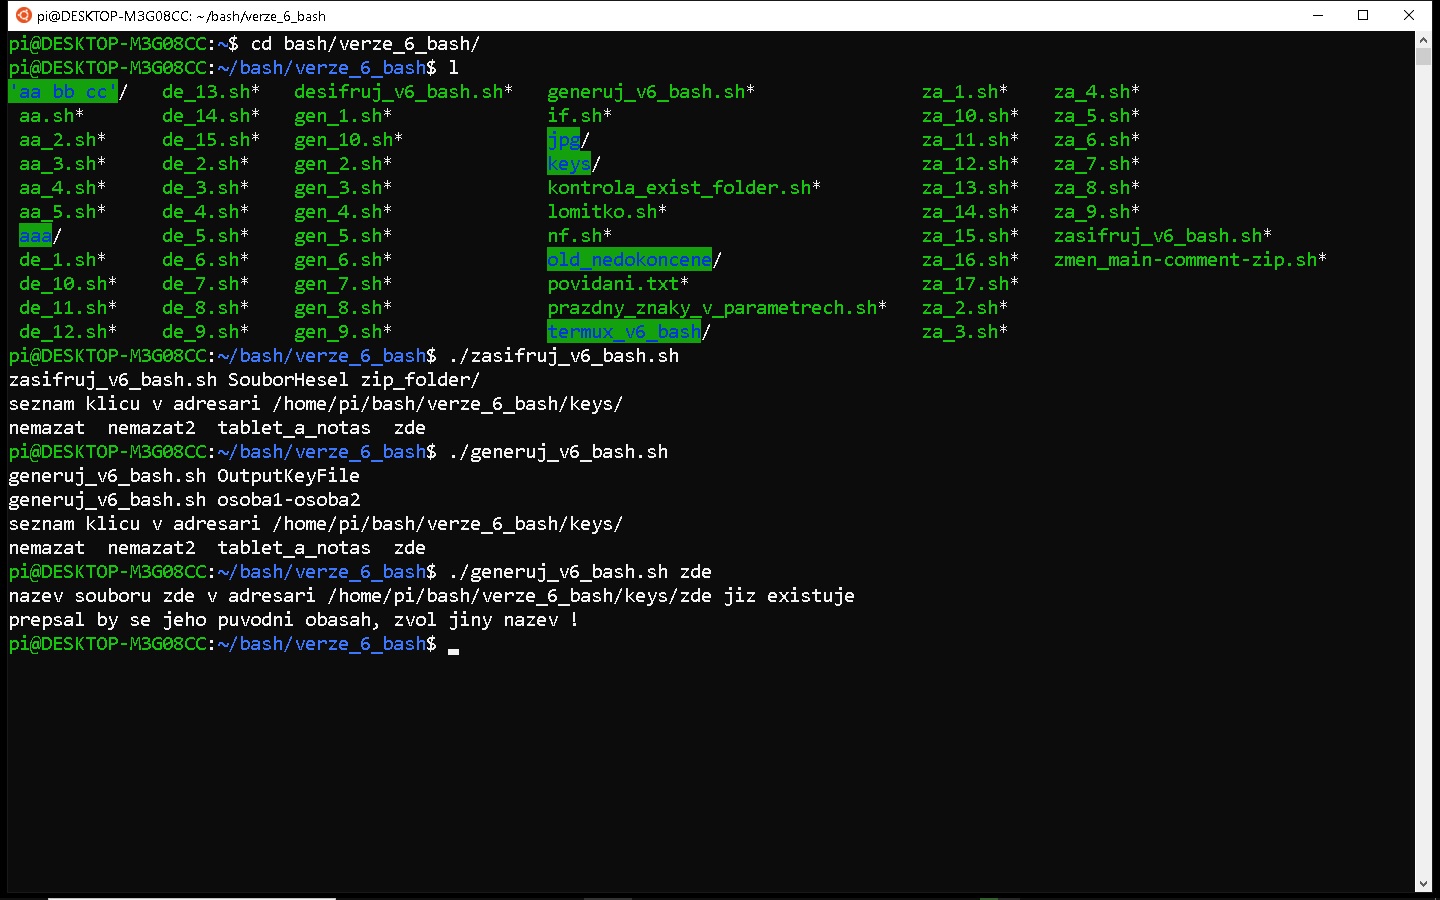 pi@DESKTOP-M3G08CC: ~/bash/verze_6_bash
pi@DESKTOP-M3G08CC:~$ cd bash/verze_6_bash/
pi@DESKTOP-M3G08CC:~/bash/verze_6_bash$ l
'aa bb cc'/ de_13.sh* desifruj_v6_bash.sh* generuj_v6_bash.sh* za_1.sh* za_4.sh*
aa.sh* de_14.sh* gen_1.sh* if.sh* za_10.sh* za_5.sh*
aa_2.sh* de_15.sh* gen_10.sh* jpg/ za_11.sh* za_6.sh*
aa_3.sh* de_2.sh* gen_2.sh* keys/ za_12.sh* za_7.sh*
aa_4.sh* de_3.sh* gen_3.sh* kontrola_exist_folder.sh* za_13.sh* za_8.sh*
aa_5.sh* de_4.sh* gen_4.sh* lomitko.sh* za_14.sh* za_9.sh*
aaa/ de_5.sh* gen_5.sh* nf.sh* za_15.sh* zasifruj_v6_bash.sh*
de_1.sh* de_6.sh* gen_6.sh* old_nedokoncene/ za_16.sh* zmen_main-comment-zip.sh*
de_10.sh* de_7.sh* gen_7.sh* povidani.txt* za_17.sh*
de_11.sh* de_8.sh* gen_8.sh* prazdny_znaky_v_parametrech.sh* za_2.sh*
de_12.sh* de_9.sh* gen_9.sh* termux_v6_bash/ za_3.sh*
pi@DESKTOP-M3G08CC:~/bash/verze_6_bash$ ./zasifruj_v6_bash.sh
zasifruj_v6_bash.sh SouborHesel zip_folder/
seznam klicu v adresari /home/pi/bash/verze_6_bash/keys/
nemazat nemazat2 tablet_a_notas zde
pi@DESKTOP-M3G08CC:~/bash/verze_6_bash$ ./generuj_v6_bash.sh
generuj_v6_bash.sh OutputKeyFile
generuj_v6_bash.sh osoba1-osoba2
seznam klicu v adresari /home/pi/bash/verze_6_bash/keys/
nemazat nemazat2 tablet_a_notas zde
pi@DESKTOP-M3G08CC:~/bash/verze_6_bash$ ./generuj_v6_bash.sh zde
nazev souboru zde v adresari /home/pi/bash/verze_6_bash/keys/zde jiz existuje
prepsal by se jeho puvodni obasah, zvol jiny nazev !
pi@DESKTOP-M3G08CC:~/bash/verze_6_bash$